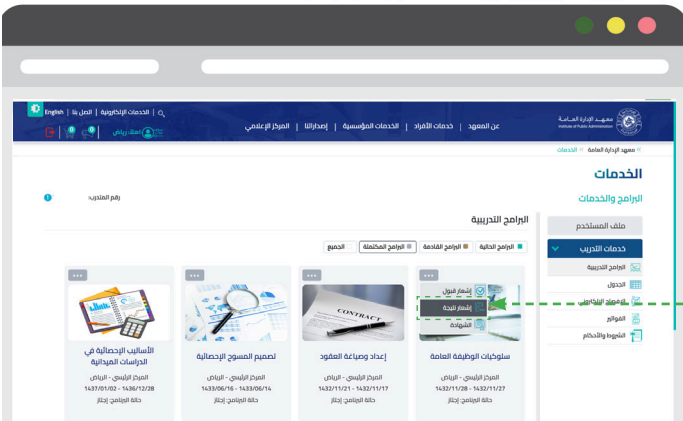 الخدمات الإلكترونية | اتصل بنا | English
معهد الإدارة العامة
Institute of Public Administration
عن المعهد | خدمات الأفراد | الخدمات المؤسسية | إصداراتنا | المركز الإعلامي
معهد الإدارة العامة » الخدمات
الخدمات
البرامج والخدمات
رقم المتدرب:
ملف المستخدم
خدمات التدريب
البرامج التدريبية
الجدول
الفواتير
الشروط والأحكام
البرامج التدريبية
البرامج الحالية
البرامج القادمة
البرامج المكتملة
الجميع
إشعار قبول
إشعار نتيجة
الشهادة
سلوكيات الوظيفة العامة
المركز الرئيسي - الرياض
1432/11/28 - 1432/11/27
حالة البرنامج: إجتاز
CONTRACT
إعداد وصياغة العقود
المركز الرئيسي - الرياض
1432/11/21 - 1432/11/17
حالة البرنامج: إجتاز
تصميم المسوح الإحصائية
المركز الرئيسي - الرياض
1433/06/16 - 1433/06/14
حالة البرنامج: إجتاز
الأساليب الإحصائية في
الدراسات الميدانية
المركز الرئيسي - الرياض
1437/01/02 - 1436/12/28
حالة البرنامج: إجتاز